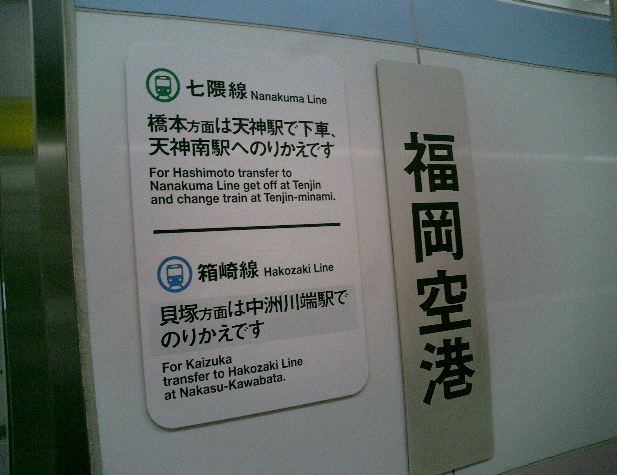 七隈線 Nanakuma Line
橋本方面は天神駅で下車、
天神南駅へのりかえです
For Hashimoto transfer to
Nanakuma Line get off at Tenjin
and change train at Tenjin-minami.
箱崎線 Hakozaki Line
貝塚方面は中洲川端駅で
のりかえです
For Kaizuka
transfer to Hakozaki Line
at Nakasu-Kawabata.
福岡空港